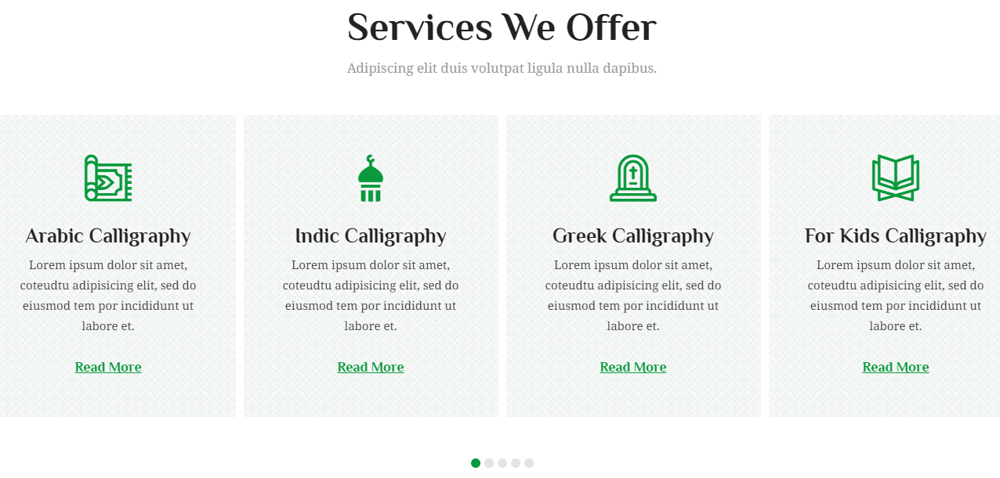 Services We Offer
Adipiscing elit duis volutpat ligula nulla dapibus.
Arabic Calligraphy
Lorem ipsum dolor sit amet,
coteudtu adipisicing elit, sed do
eiusmod tem por incididunt ut
labore et.
Read More
Indic Calligraphy
Lorem ipsum dolor sit amet,
coteudtu adipisicing elit, sed do
eiusmod tem por incididunt ut
labore et.
Read More
Greek Calligraphy
Lorem ipsum dolor sit amet,
coteudtu adipisicing elit, sed do
eiusmod tem por incididunt ut
labore et.
Read More
For Kids Calligraphy
Lorem ipsum dolor sit amet,
coteudtu adipisicing elit, sed do
eiusmod tem por incididunt ut
labore et.
Read More